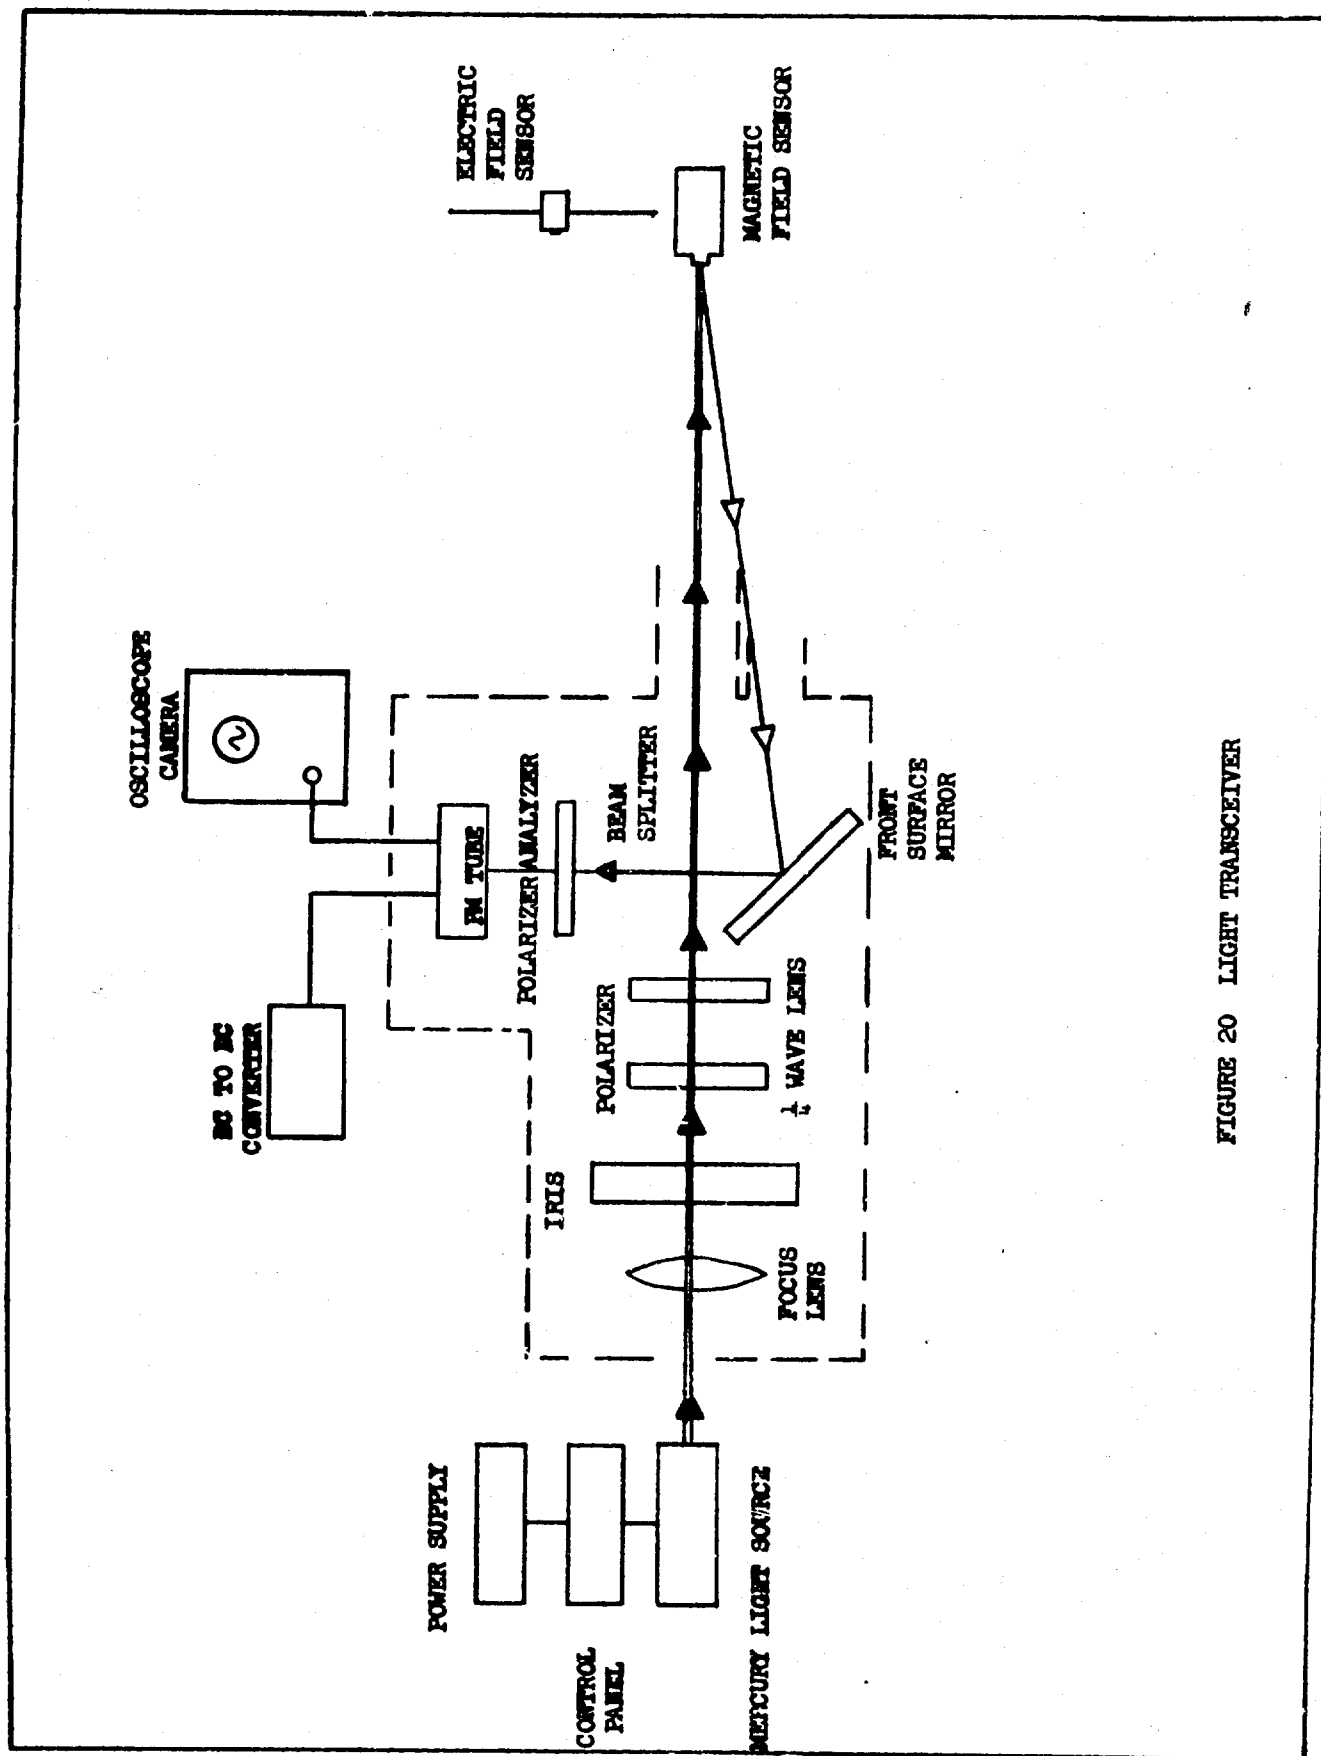 ELECTRIC
FIELD
SENSOR
MAGNETIC
FIELD SENSOR
OSCILLOSCOPE
CAMERA
DC TO DC
CONVERTER
PM TUBE
POLARIZER ANALYZER
BEAM
SPLITTER
FRONT
SURFACE
MIRROR
POLARIZER
1/4 WAVE LENS
IRIS
FOCUS
LENS
POWER SUPPLY
CONTROL
PANEL
MERCURY LIGHT SOURCE
FIGURE 20 LIGHT TRANSCEIVER